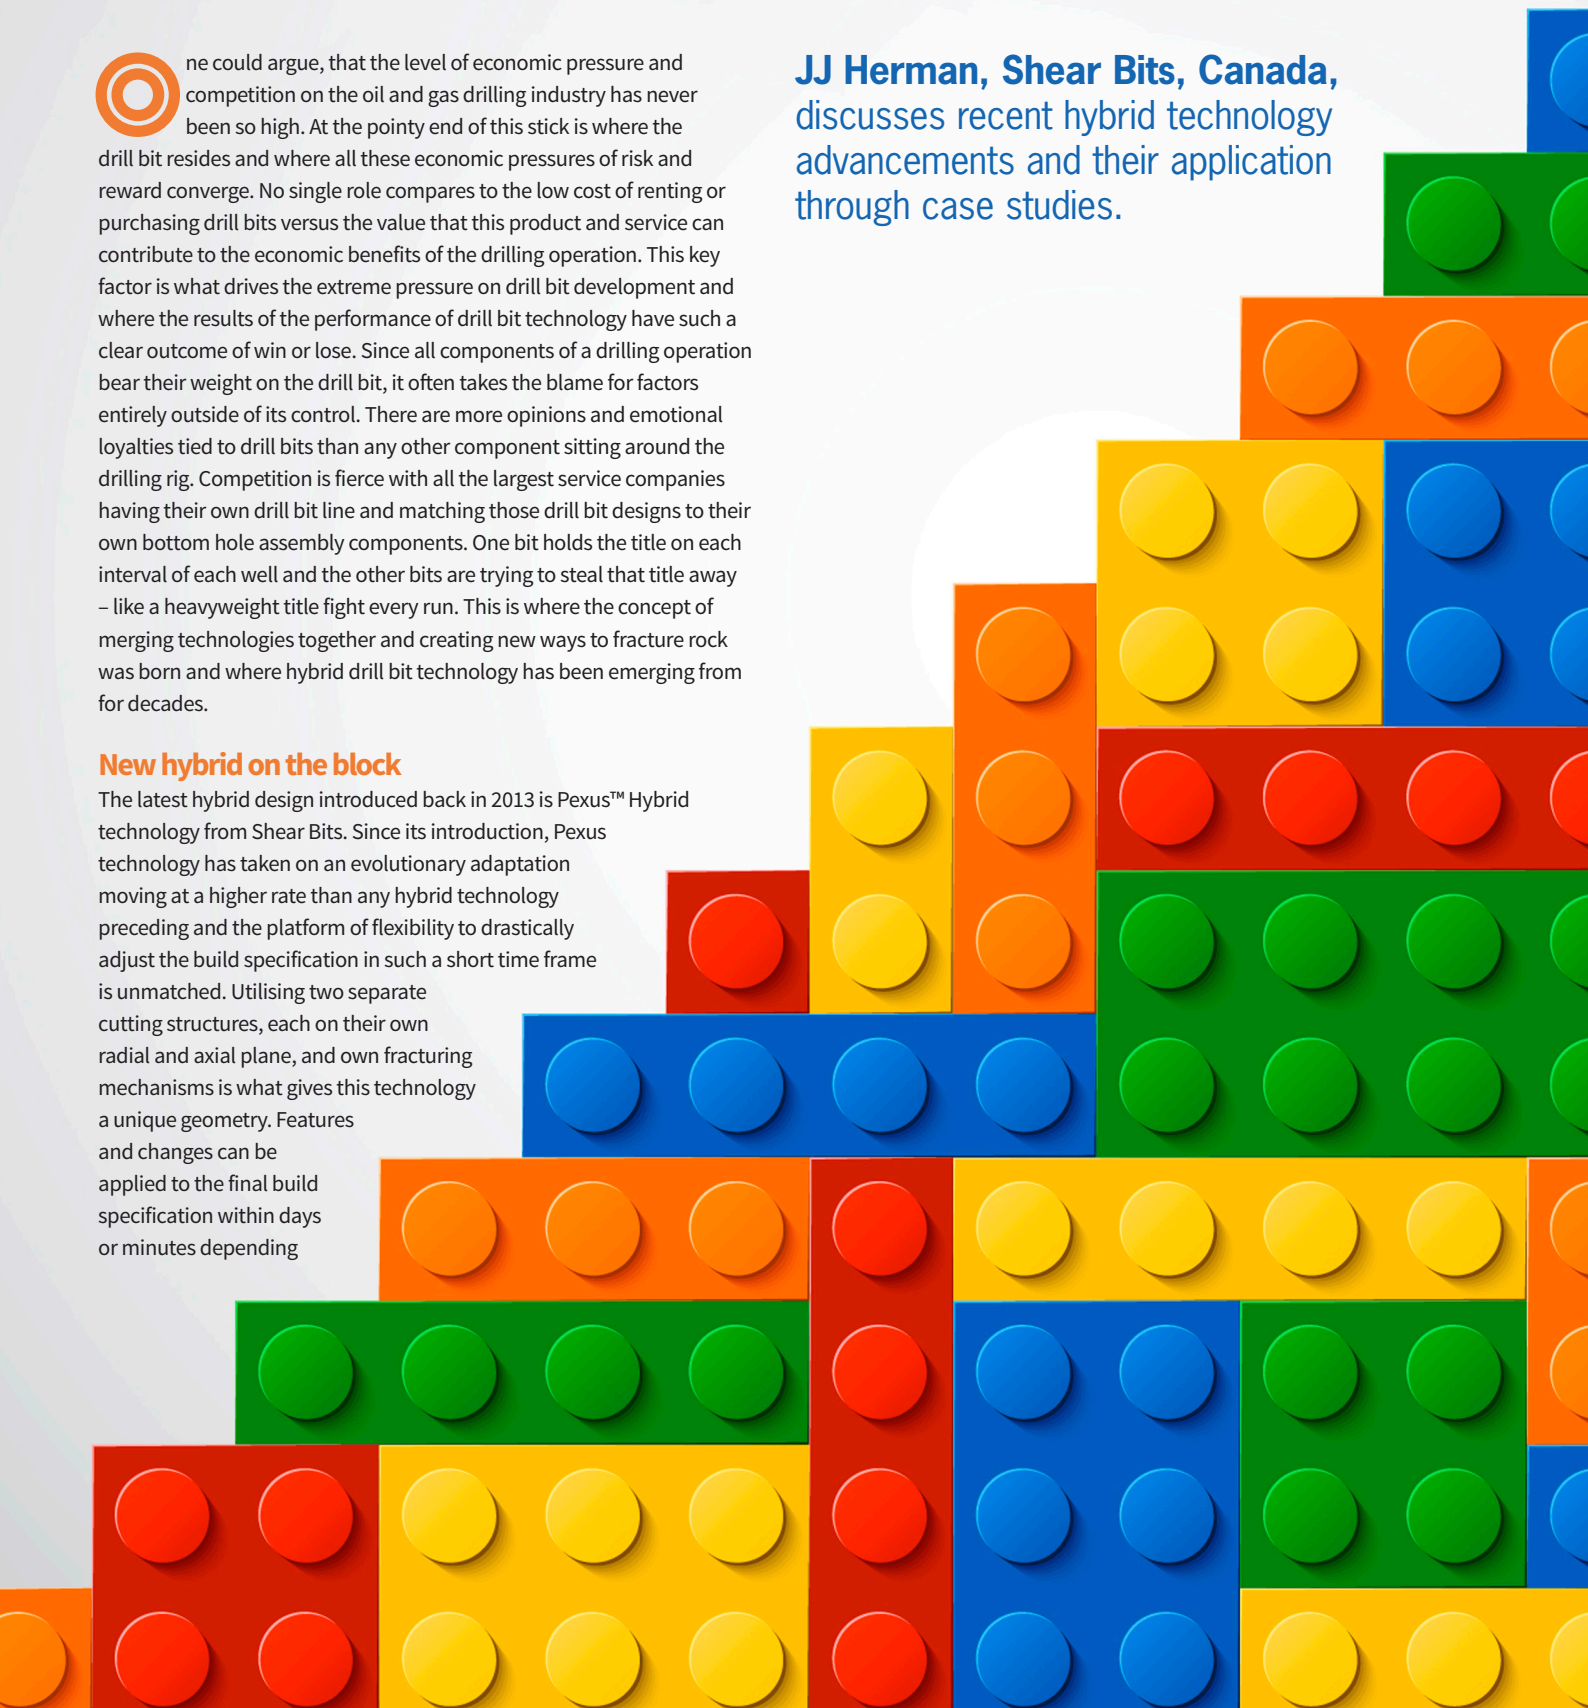 One could argue, that the level of economic pressure and
competition on the oil and gas drilling industry has never
been so high. At the pointy end of this stick is where the
drill bit resides and where all these economic pressures of risk and
reward converge. No single role compares to the low cost of renting or
purchasing drill bits versus the value that this product and service can
contribute to the economic benefits of the drilling operation. This key
factor is what drives the extreme pressure on drill bit development and
where the results of the performance of drill bit technology have such a
clear outcome of win or lose. Since all components of a drilling operation
bear their weight on the drill bit, it often takes the blame for factors
entirely outside of its control. There are more opinions and emotional
loyalties tied to drill bits than any other component sitting around the
drilling rig. Competition is fierce with all the largest service companies
having their own drill bit line and matching those drill bit designs to their
own bottom hole assembly components. One bit holds the title on each
interval of each well and the other bits are trying to steal that title away
– like a heavyweight title fight every run. This is where the concept of
merging technologies together and creating new ways to fracture rock
was born and where hybrid drill bit technology has been emerging from
for decades.
New hybrid on the block
The latest hybrid design introduced back in 2013 is Pexus™ Hybrid
technology from Shear Bits. Since its introduction, Pexus
technology has taken on an evolutionary adaptation
moving at a higher rate than any hybrid technology
preceding and the platform of flexibility to drastically
adjust the build specification in such a short time frame
is unmatched. Utilising two separate
cutting structures, each on their own
radial and axial plane, and own fracturing
mechanisms is what gives this technology
a unique geometry. Features
and changes can be
applied to the final build
specification within days
or minutes depending
JJ Herman, Shear Bits, Canada,
discusses recent hybrid technology
advancements and their application
through case studies.